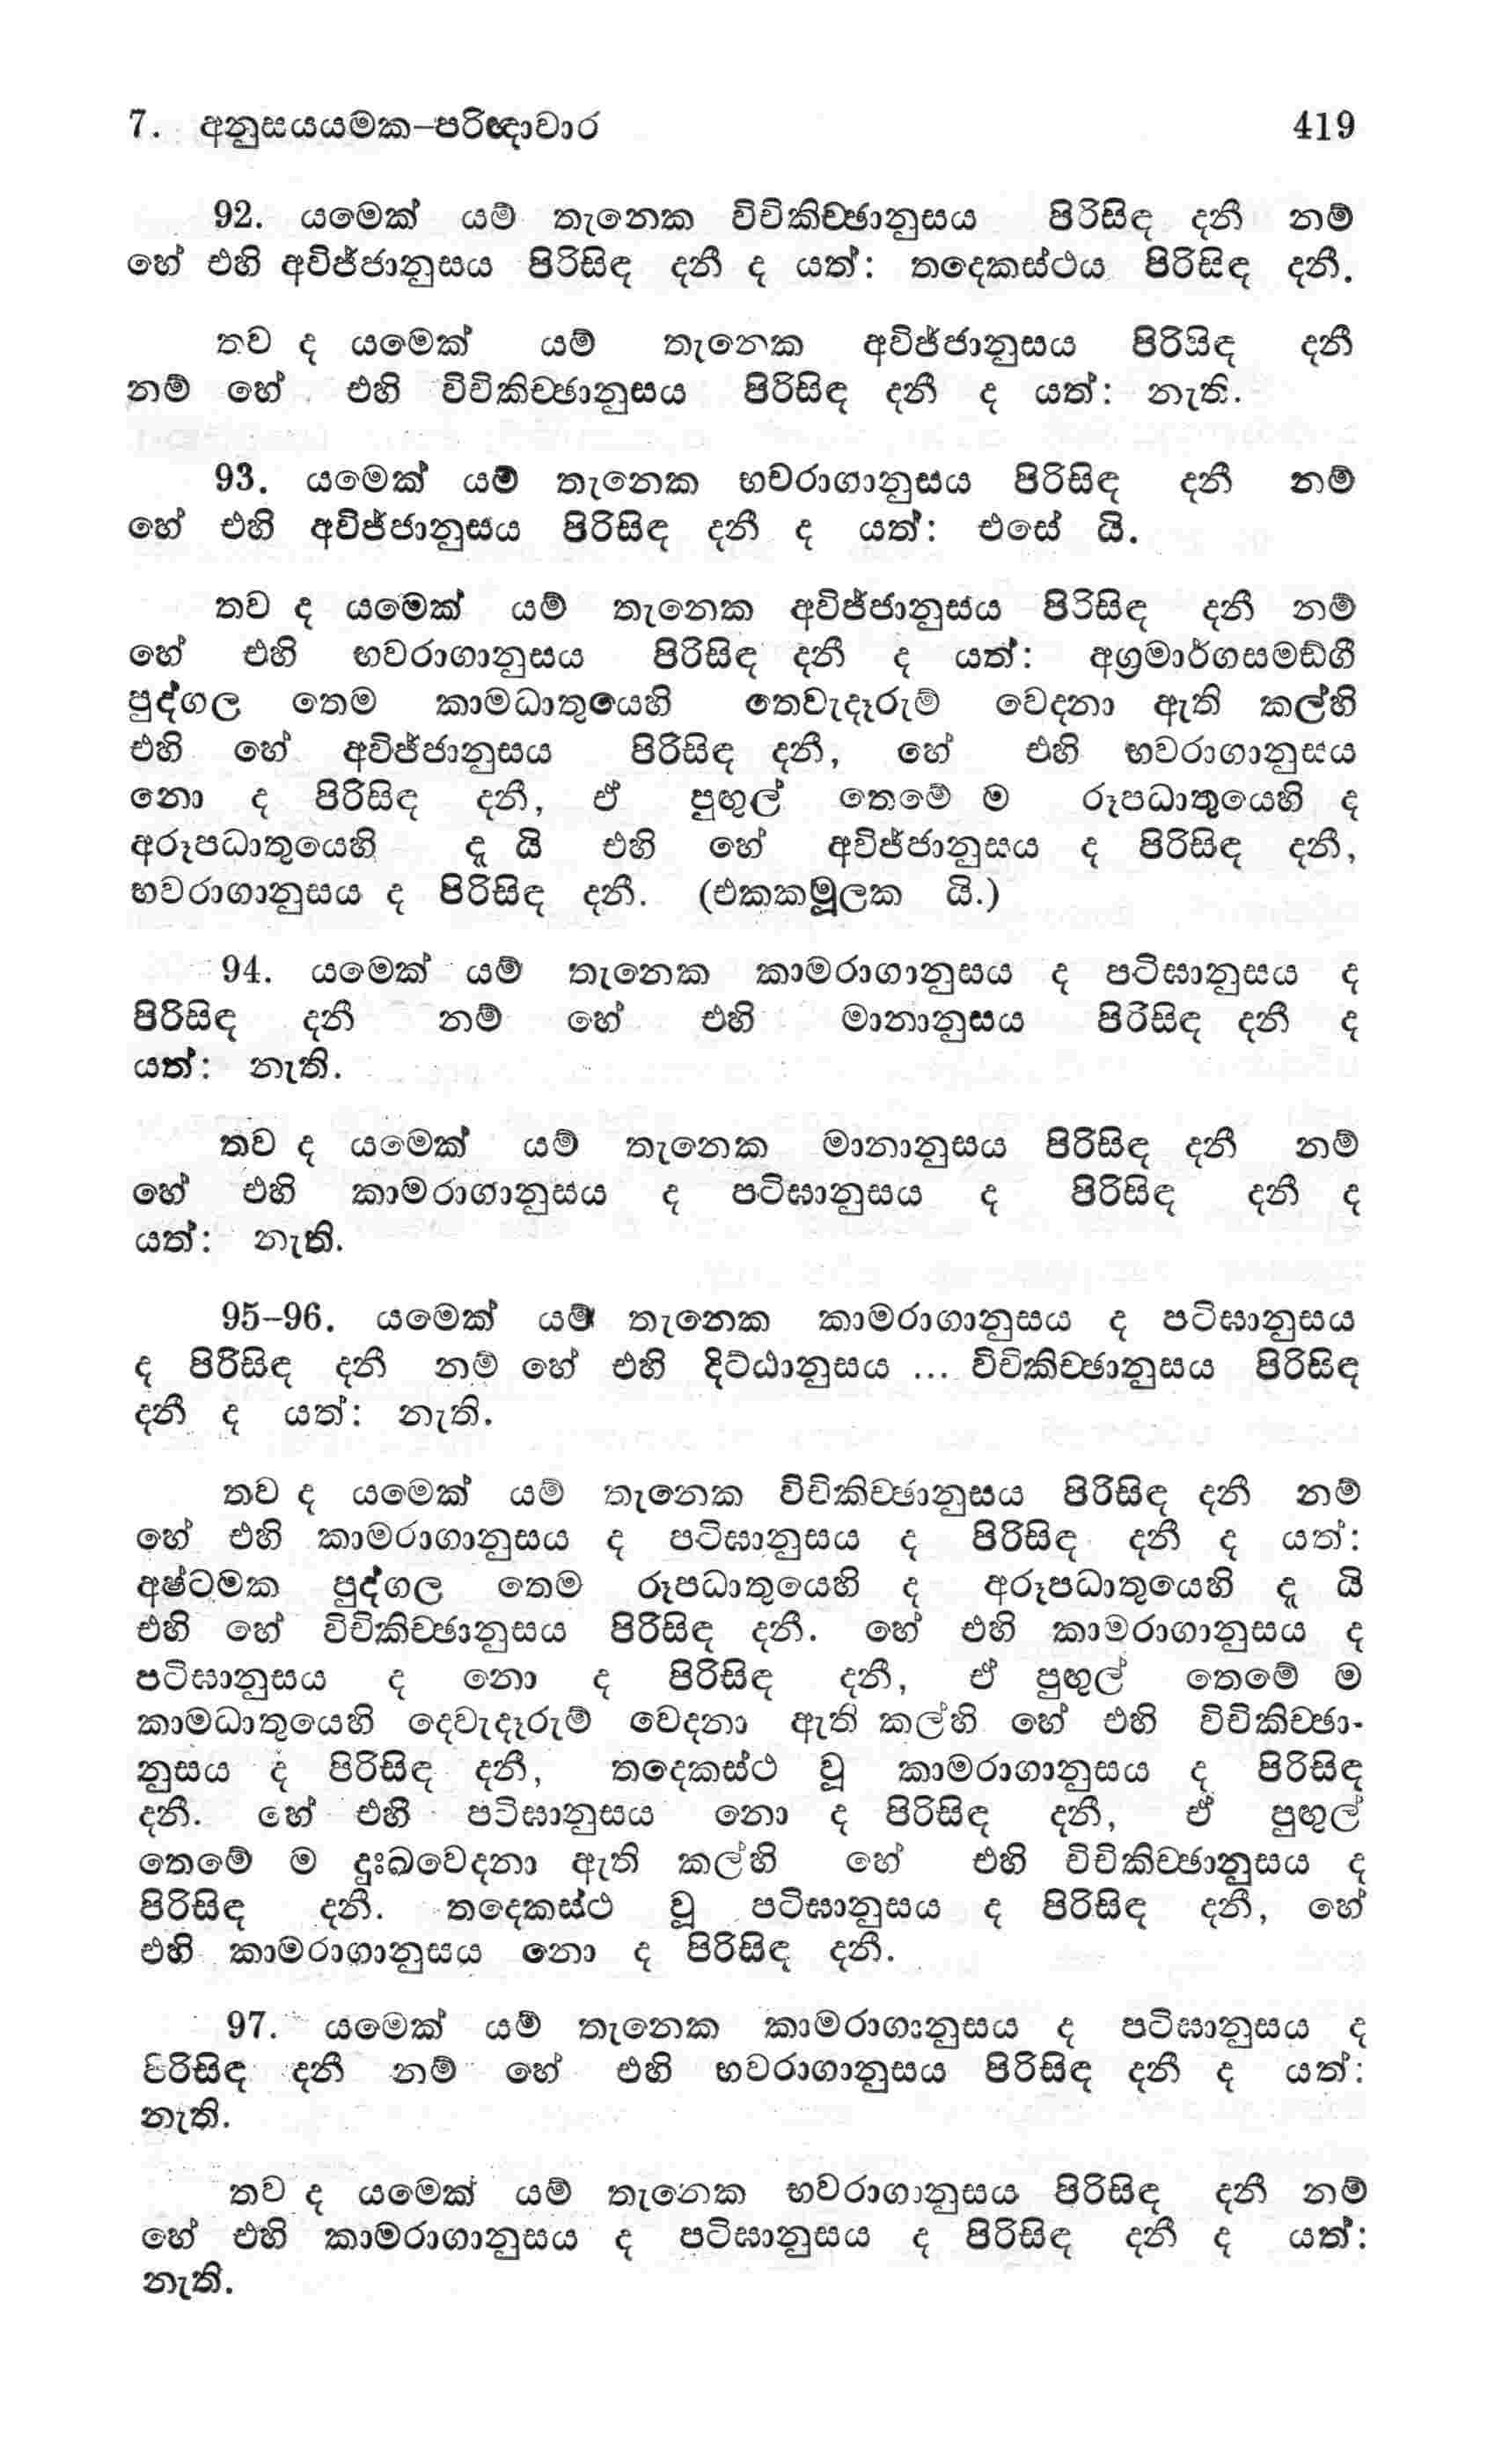 7. අනුසයයමක–පරිඥාවාර 419
92. යමෙක් යම් තැනෙක විචිකිච්ඡානුසය පිරිසිඳ දනී නම්
හේ එහි අවිජ්ජානුසය පිරිසිඳ දනී ද යත්: තදෙකස්ථය පිරිසිඳ දනී.
තව ද යමෙක් යම් තැනෙක අවිජ්ජානුසය පිරිසිඳ දනී
නම් හේ එහි විචිකිච්ඡානුසය පිරිසිඳ දනී ද යත්: නැති.
93. යමෙක් යම් තැනෙක භවරාගානුසය පිරිසිඳ දනී නම්
හේ එහි අවිජ්ජානුසය පිරිසිඳ දනී ද යත්: එසේ යි.
තව ද යමෙක් යම් තැනෙක අවිජ්ජානුසය පිරිසිඳ දනී නම්
හේ එහි භවරාගානුසය පිරිසිඳ දනී ද යත්: අග්‍රමාර්ගසමඞ්ගී
පුද්ගල තෙම කාමධාතුයෙහි තෙවැදෑරුම් වෙදනා ඇති කල්හි
එහි හේ අවිජ්ජානුසය පිරිසිඳ දනී, හේ එහි භවරාගානුසය
නො ද පිරිසිඳ දනී, ඒ පුඟුල් තෙමේ ම රූපධාතුයෙහි ද
අරූපධාතුයෙහි දූ යි එහි හේ අවිජ්ජානුසය ද පිරිසිඳ දනී,
භවරාගානුසය ද පිරිසිඳ දනී. (එකකමූලක යි.)
94. යමෙක් යම් තැනෙක කාමරාගානුසය ද පටිඝානුසය ද
පිරිසිඳ දනී නම් හේ එහි මානානුසය පිරිසිඳ දනී ද
යත්: නැති.
තව ද යමෙක් යම් තැනෙක මානානුසය පිරිසිඳ දනී නම්
හේ එහි කාමරාගානුසය ද පටිඝානුසය ද පිරිසිඳ දනී ද
යත්: නැති.
95–96. යමෙක් යම් තැනෙක කාමරාගානුසය ද පටිඝානුසය
ද පිරිසිඳ දනී නම් හේ එහි දිට්ඨානුසය ... විචිකිච්ඡානුසය පිරිසිඳ
දනී ද යත්: නැති.
තව ද යමෙක් යම් තැනෙක විචිකිච්ඡානුසය පිරිසිඳ දනී නම්
හේ එහි කාමරාගානුසය ද පටිඝානුසය ද පිරිසිඳ දනී ද යත්:
අෂ්ටමක පුද්ගල තෙම රූපධාතුයෙහි ද අරූපධාතුයෙහි දූ යි
එහි හේ විචිකිච්ඡානුසය පිරිසිඳ දනී. හේ එහි කාමරාගානුසය ද
පටිඝානුසය ද නො ද පිරිසිඳ දනී, ඒ පුඟුල් තෙමේ ම
කාමධාතුයෙහි දෙවැදෑරුම් වෙදනා ඇති කල්හි හේ එහි විචිකිච්ඡා-
නුසය ද පිරිසිඳ දනී, තදෙකස්ථ වූ කාමරාගානුසය ද පිරිසිඳ
දනී. හේ එහි පටිඝානුසය නො ද පිරිසිඳ දනී, ඒ පුඟුල්
තෙමේ ම දුඃඛවෙදනා ඇති කල්හි හේ එහි විචිකිච්ඡානුසය ද
පිරිසිඳ දනී. තදෙකස්ථ වූ පටිඝානුසය ද පිරිසිඳ දනී, හේ
එහි කාමරාගානුසය නො ද පිරිසිඳ දනී.
97. යමෙක් යම් තැනෙක කාමරාගානුසය ද පටිඝානුසය ද
පිරිසිඳ දනී නම් හේ එහි භවරාගානුසය පිරිසිඳ දනී ද යත්:
නැති.
තව ද යමෙක් යම් තැනෙක භවරාගානුසය පිරිසිඳ දනී නම්
හේ එහි කාමරාගානුසය ද පටිඝානුසය ද පිරිසිඳ දනී ද යත්:
නැති.